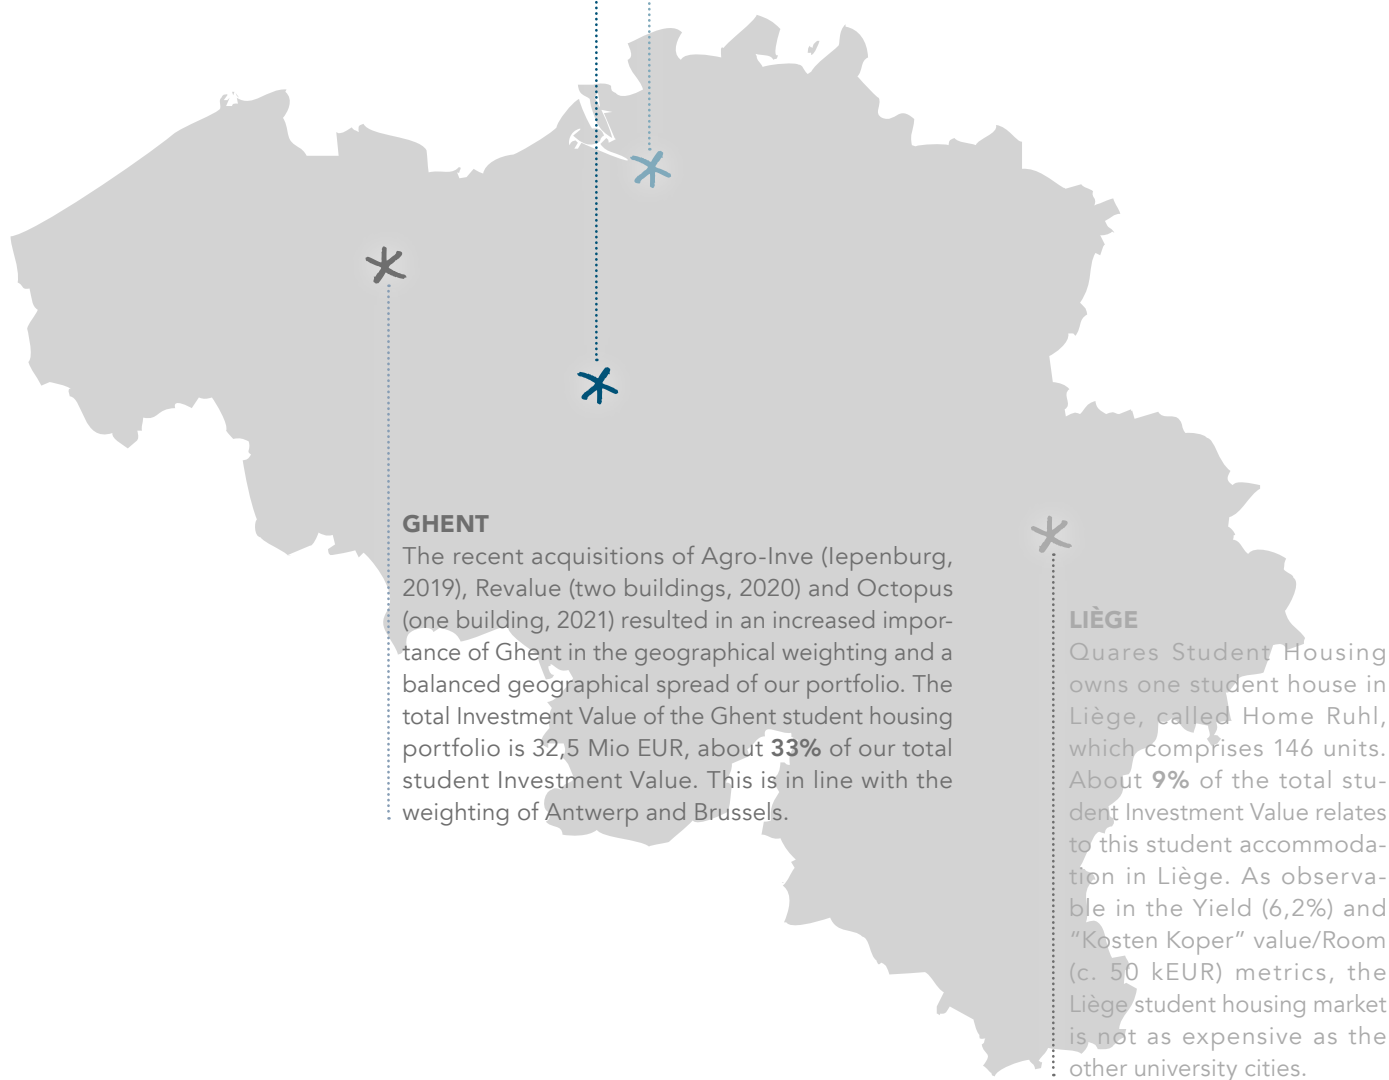 GHENT
The recent acquisitions of Agro-Inve (Iepenburg,
2019), Revalue (two buildings, 2020) and Octopus
(one building, 2021) resulted in an increased impor-
tance of Ghent in the geographical weighting and a
balanced geographical spread of our portfolio. The
total Investment Value of the Ghent student housing
portfolio is 32,5 Mio EUR, about 33% of our total
student Investment Value. This is in line with the
weighting of Antwerp and Brussels.
LIÈGE
Quares Student Housing
owns one student house in
Liège, called Home Ruhl,
which comprises 146 units.
About 9% of the total stu-
dent Investment Value relates
to this student accommoda-
tion in Liège. As observa-
ble in the Yield (6,2%) and
“Kosten Koper” value/Room
(c. 50 kEUR) metrics, the
Liège student housing market
is not as expensive as the
other university cities.